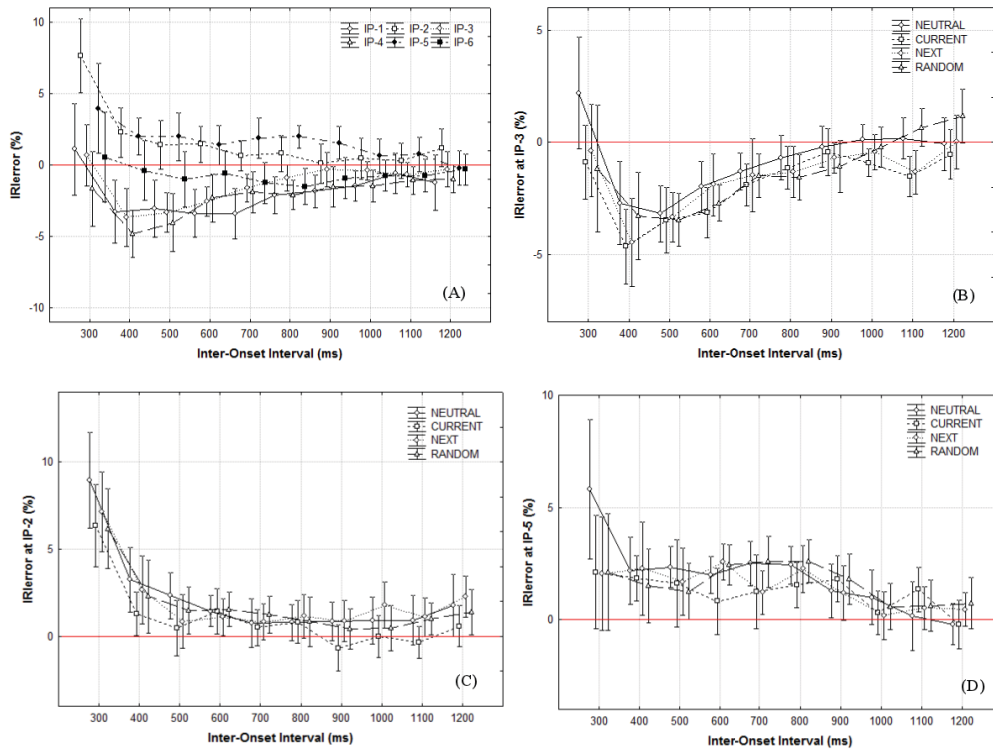 IRIerror (%)
10
5
0
-5
-10
IP-1 IP-2 IP-3
IP-4 IP-5 IP-6
(A)
300 400 500 600 700 800 900 1000 1100 1200
Inter-Onset Interval (ms)
IRIerror at IP-3 (%)
5
0
-5
NEUTRAL
CURRENT
NEXT
RANDOM
(B)
300 400 500 600 700 800 900 1000 1100 1200
Inter-Onset Interval (ms)
IRIerror at IP-2 (%)
10
5
0
NEUTRAL
CURRENT
NEXT
RANDOM
(C)
300 400 500 600 700 800 900 1000 1100 1200
Inter-Onset Interval (ms)
IRIerror at IP-5 (%)
10
5
0
NEUTRAL
CURRENT
NEXT
RANDOM
(D)
300 400 500 600 700 800 900 1000 1100 1200
Inter-Onset Interval (ms)